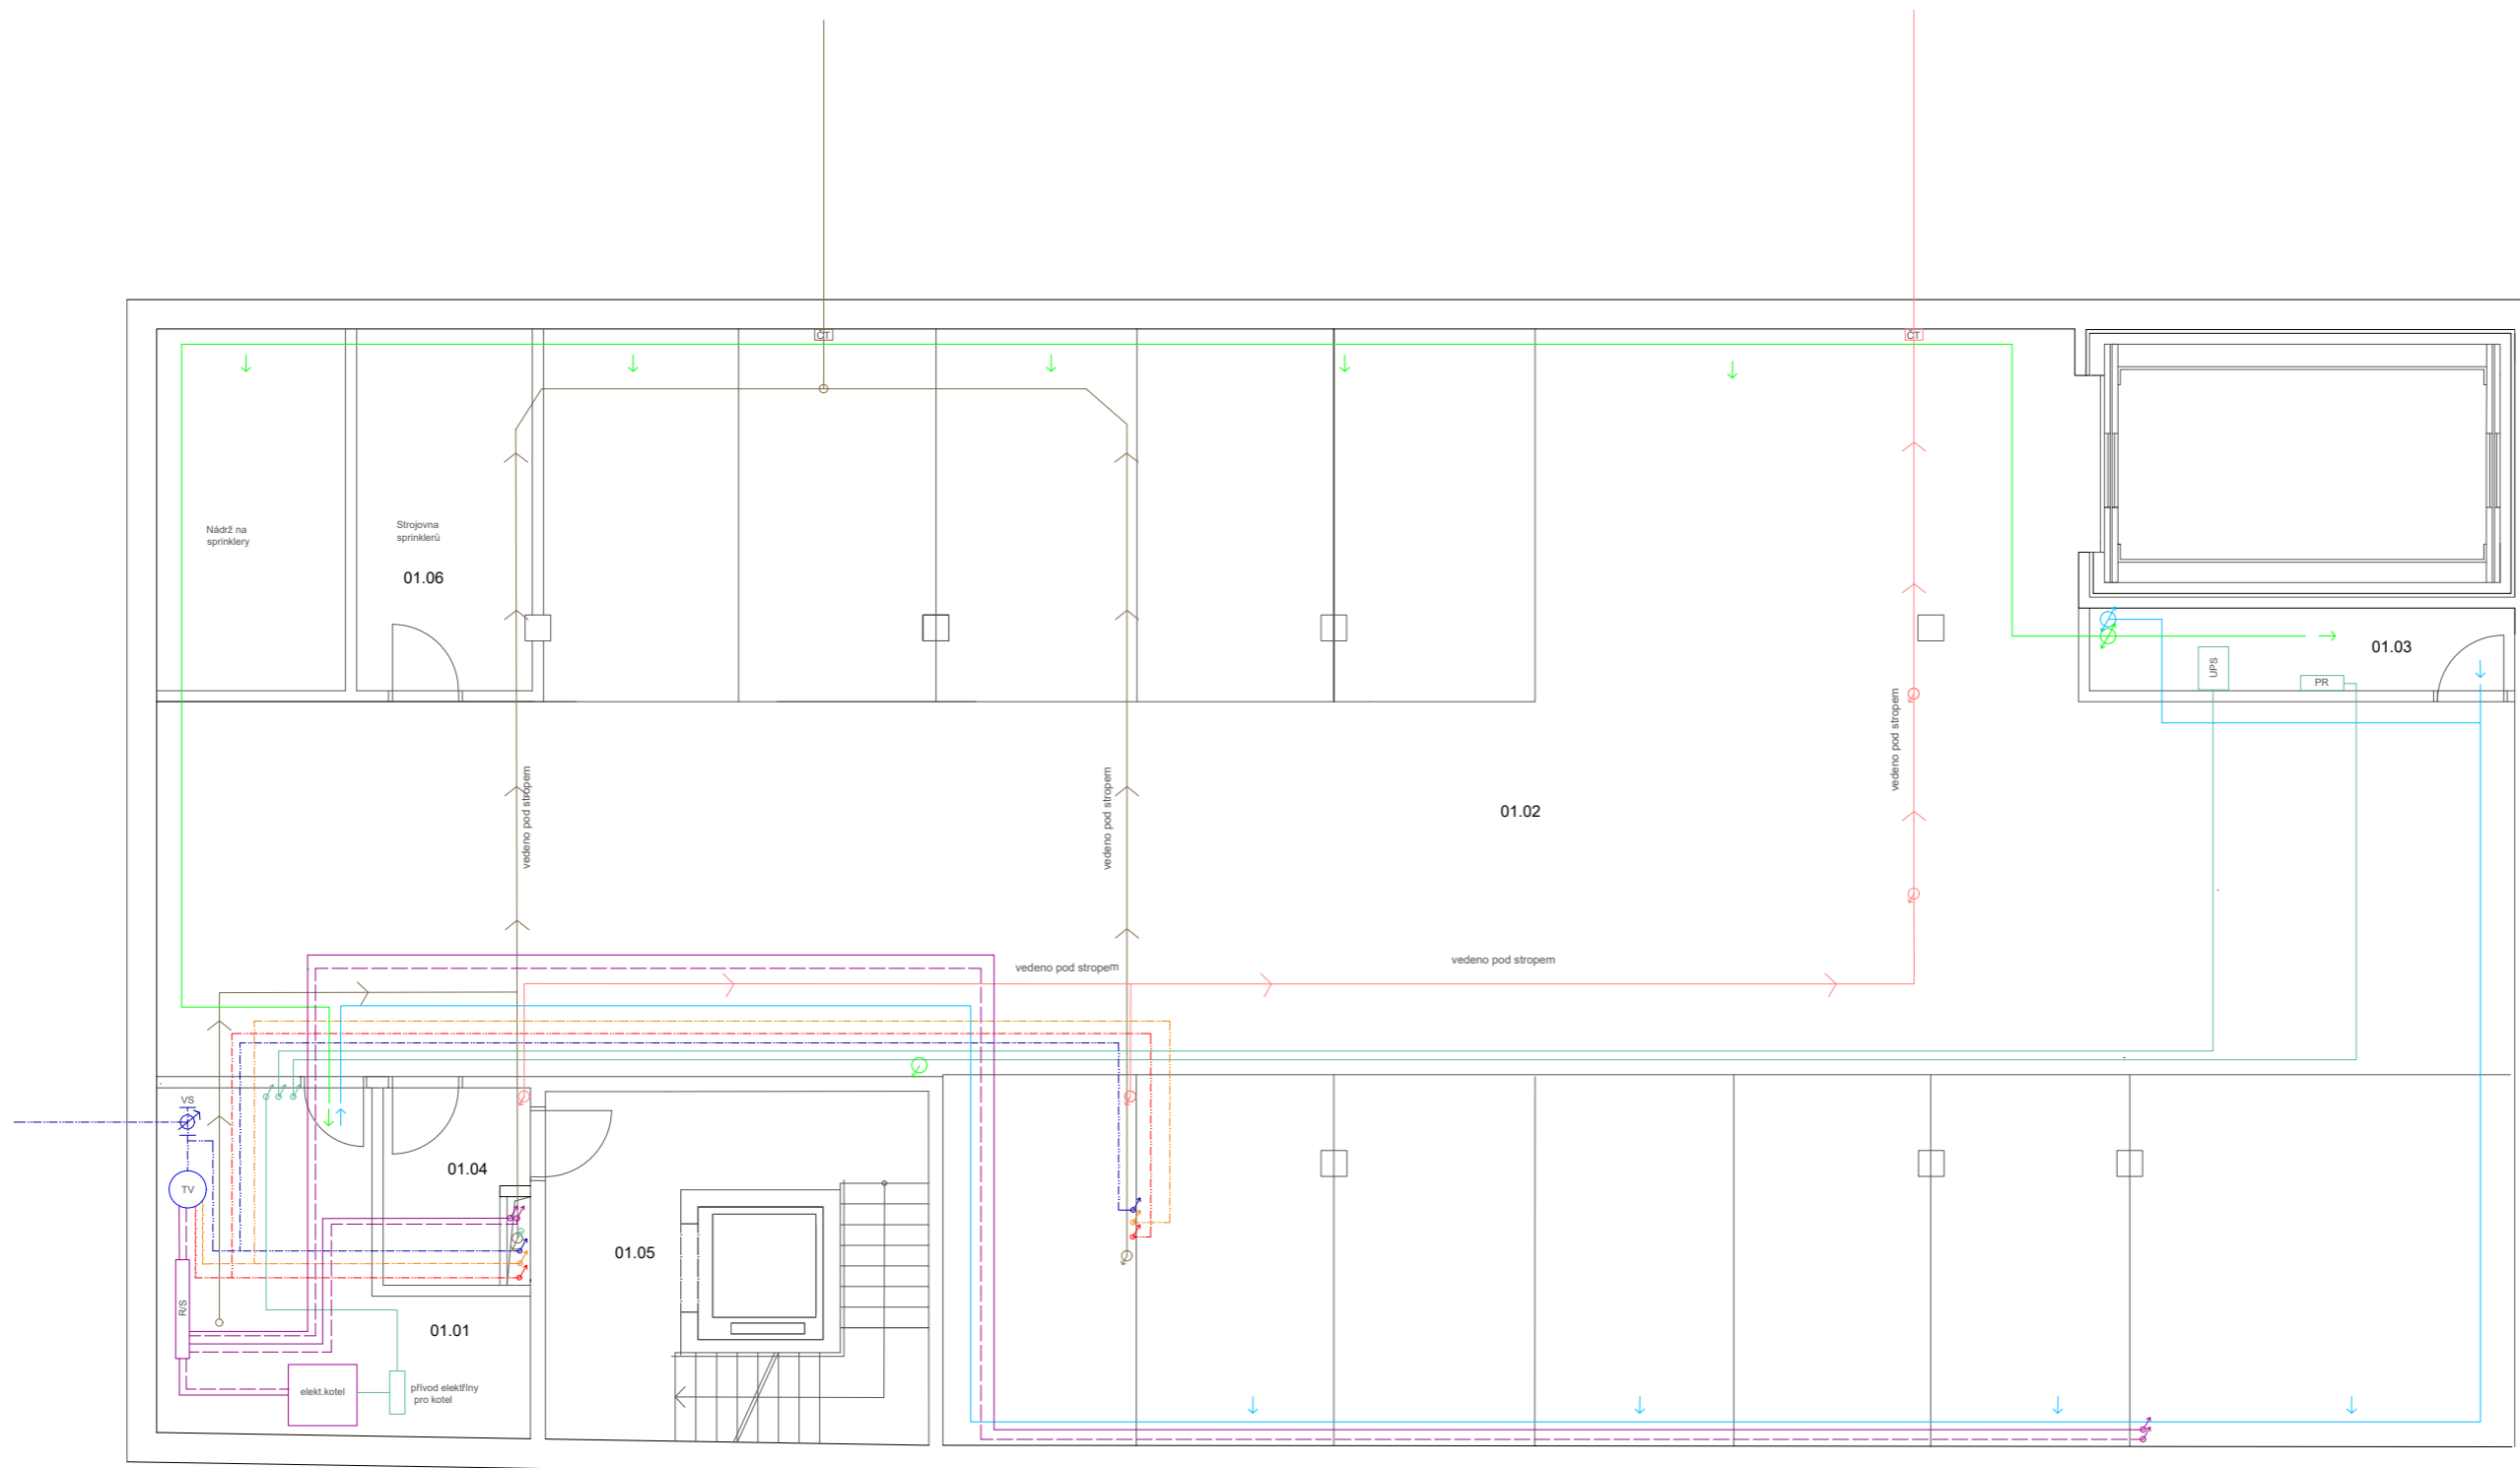 ČT
ČT
Nádrž na
sprinklery
Strojovna
sprinklerů
01.06
01.03
UPS
PR
vedeno pod stropem
vedeno pod stropem
vedeno pod stropem
01.02
vedeno pod stropem
vedeno pod stropem
VS
TV
01.04
01.05
R/S
01.01
elekt.kotel
přívod elektříny
pro kotel